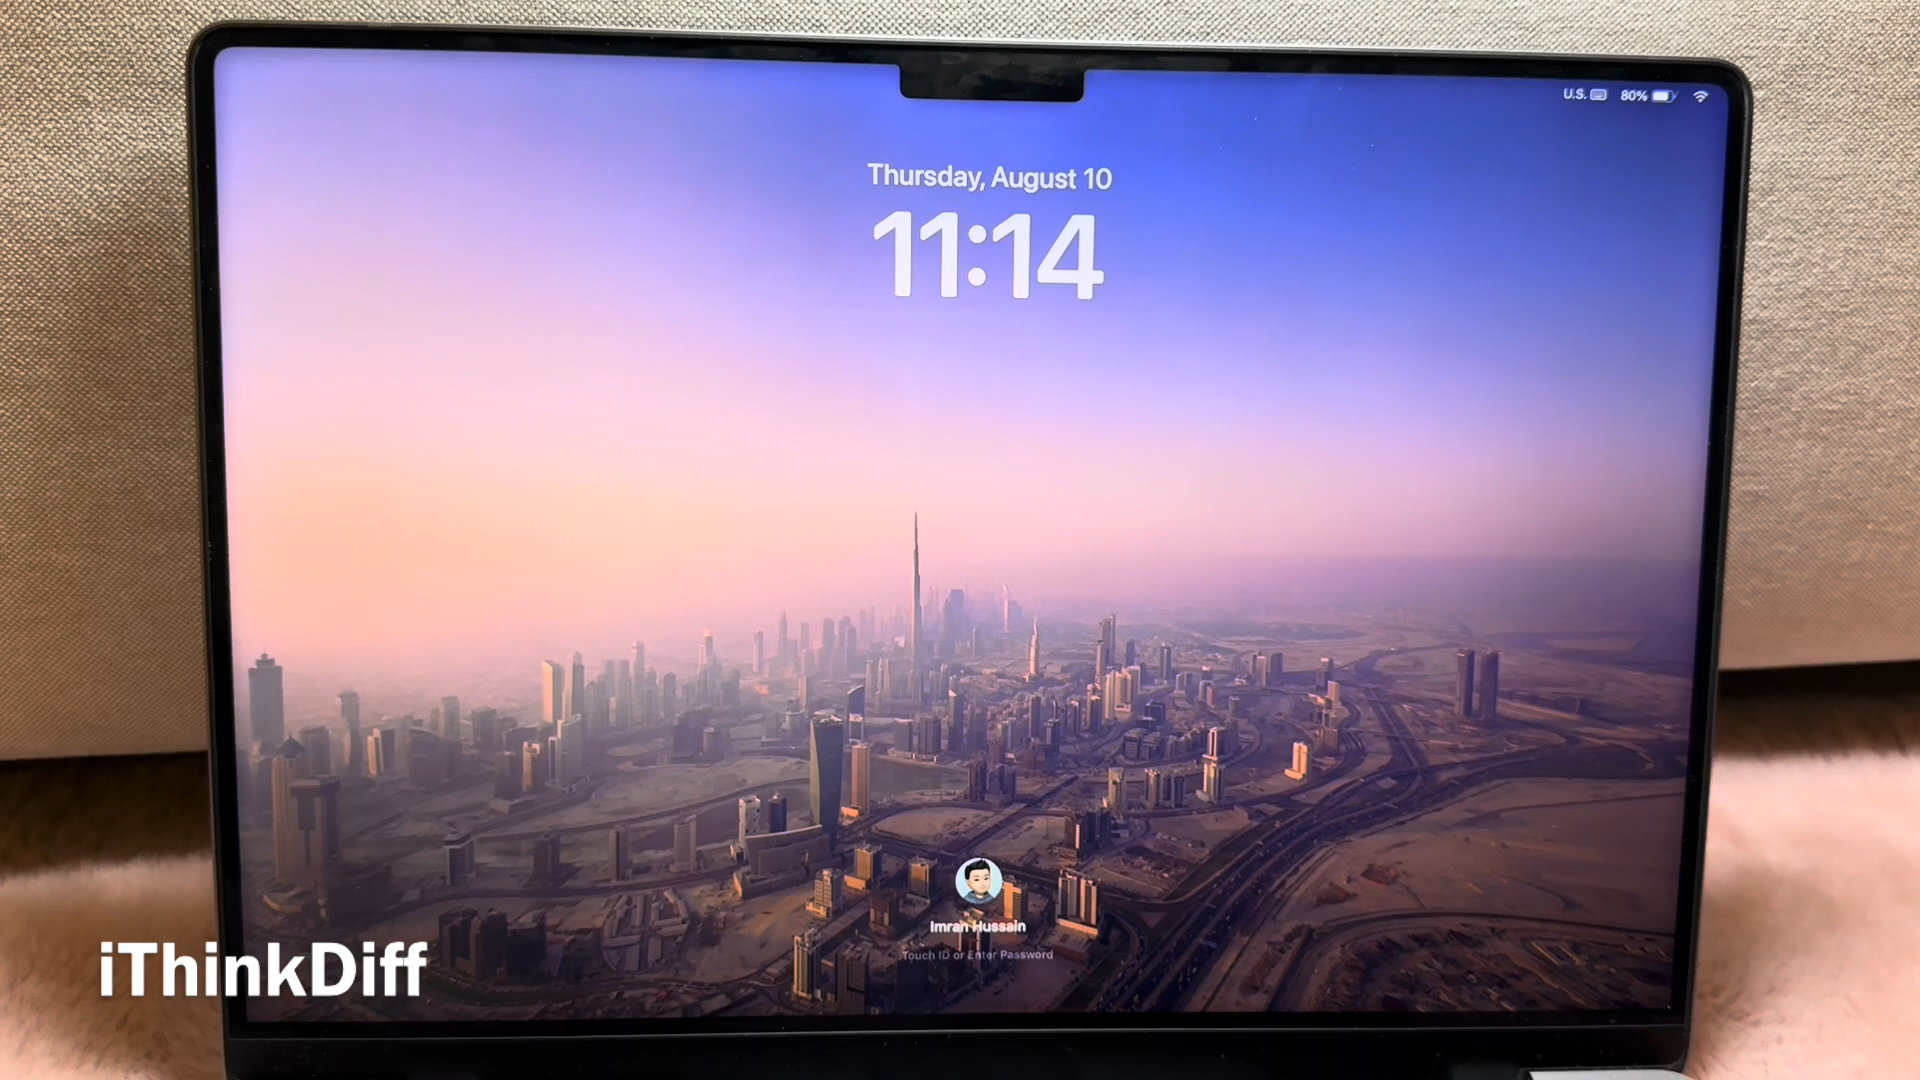 U.S. 80%
Thursday, August 10
11:14
Imran Hussain
Touch ID or Enter Password
iThinkDiff